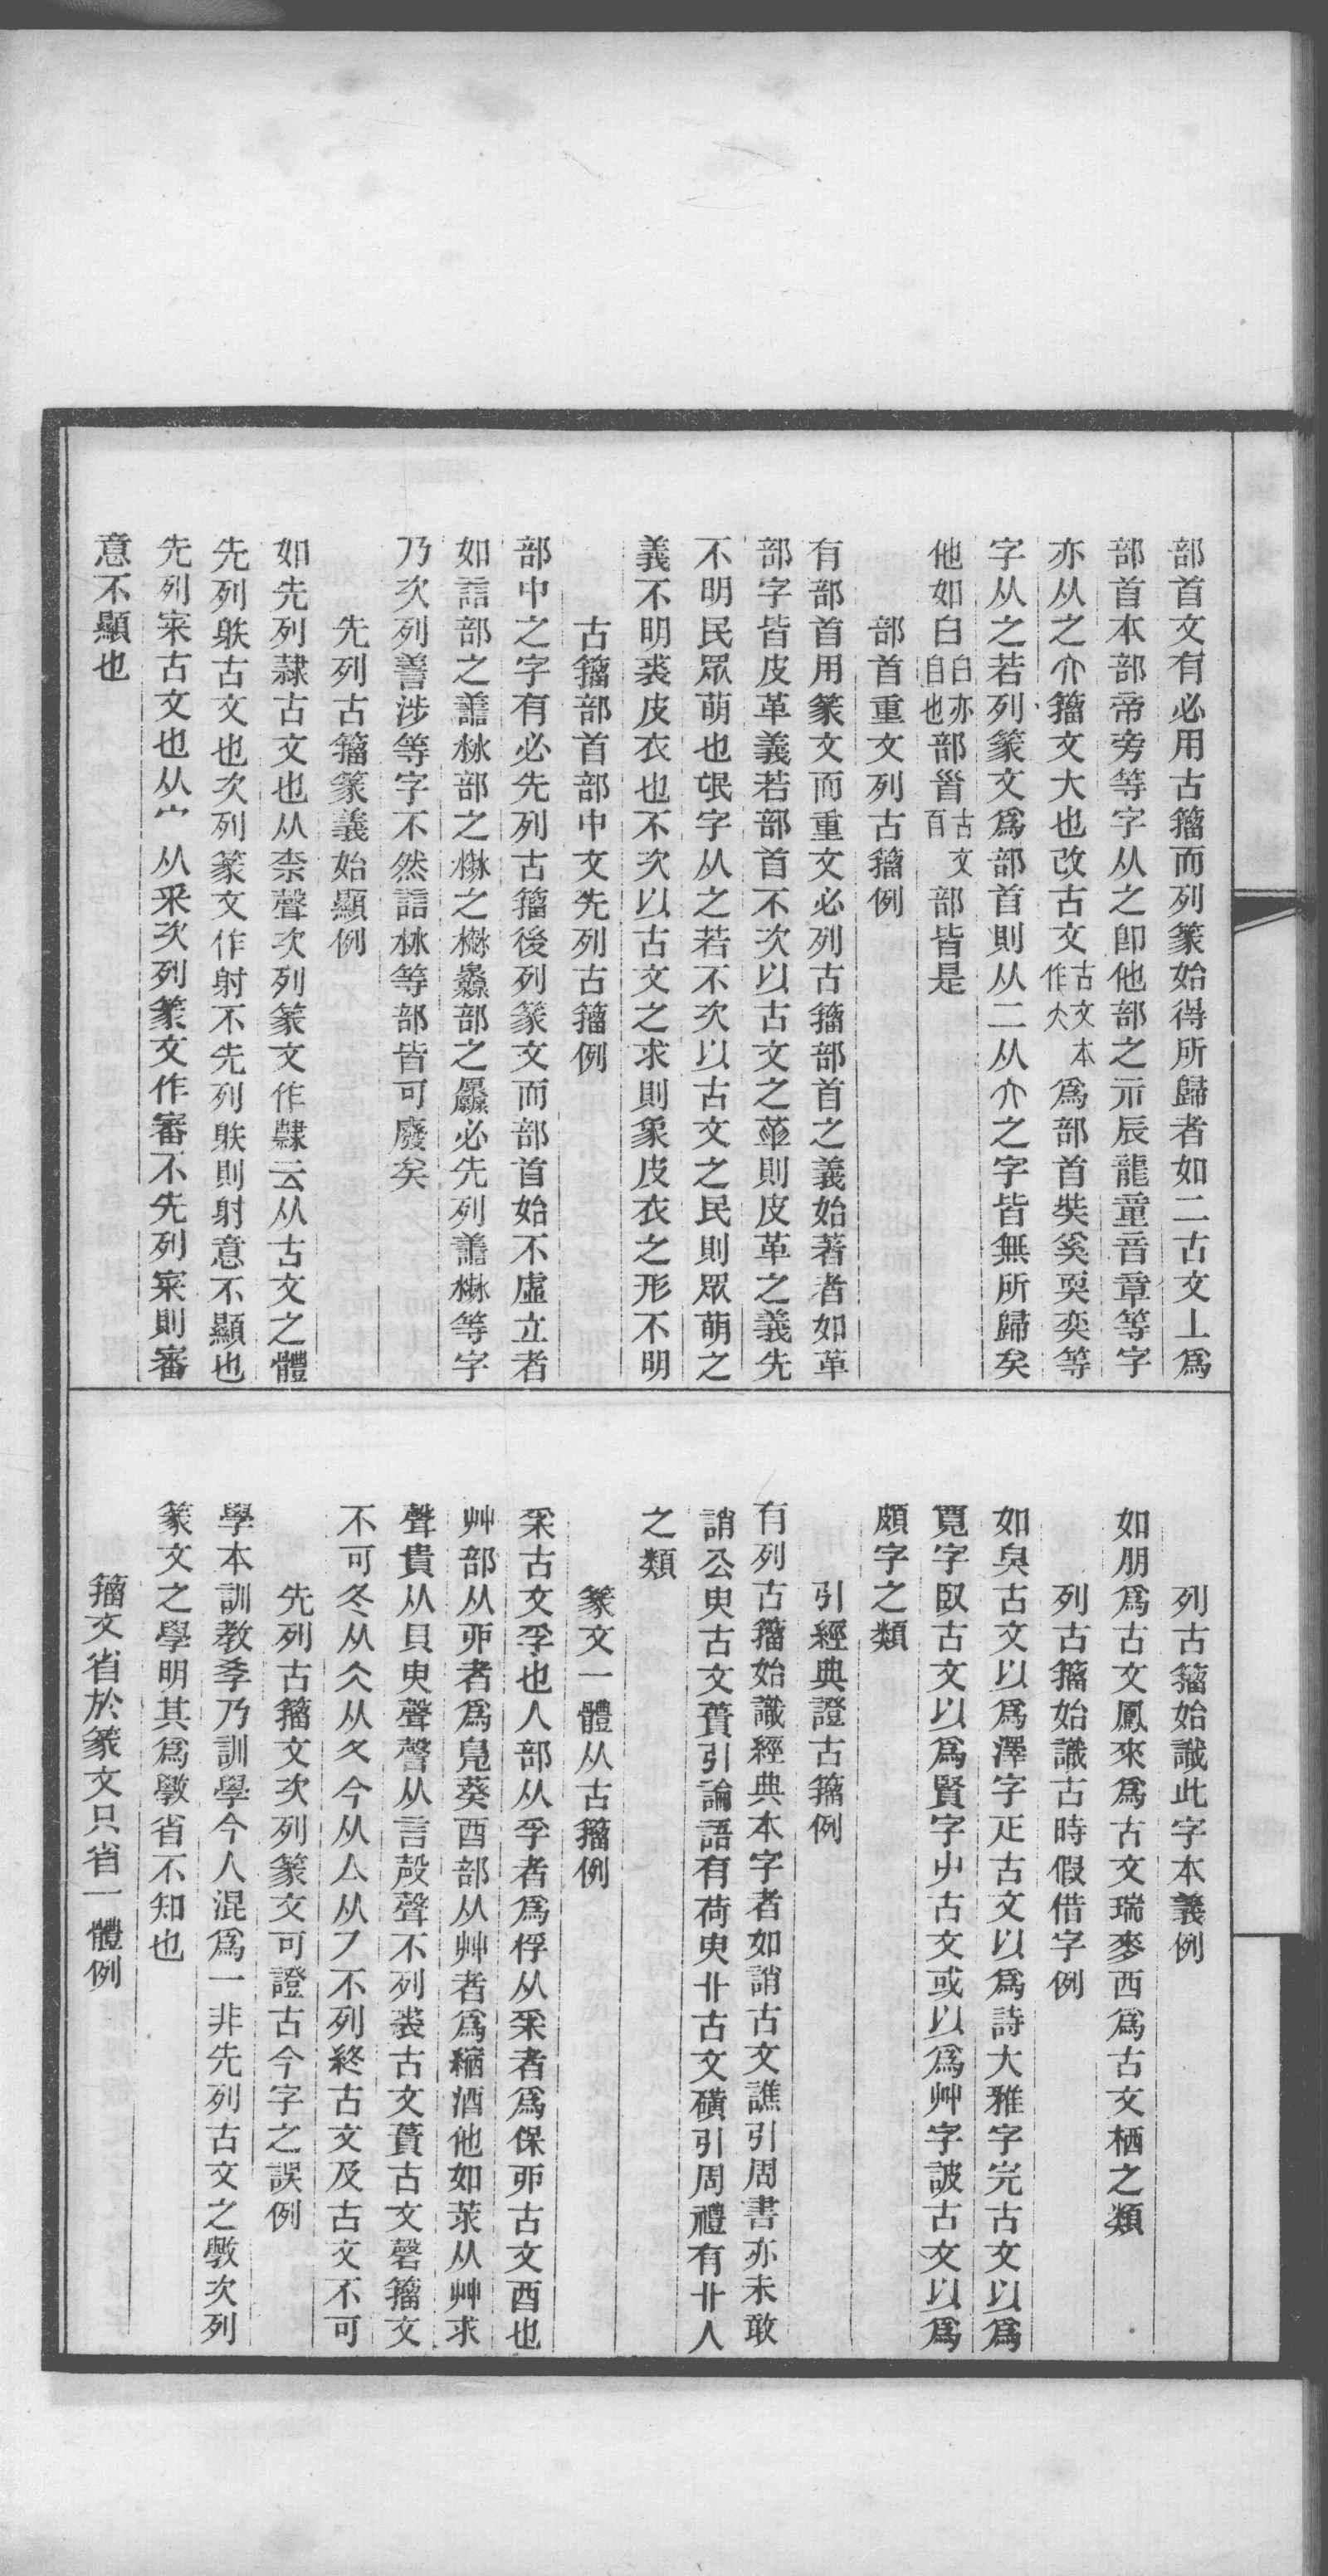 部首文有必用古籀而列篆始得所歸者如二古文丄爲
部首本部帝旁等字从之卽他部之示辰龍童音章等字
亦从之介籀文大也改古文古文本作大爲部首奘奚耎奕等
字从之若列篆文爲部首則从二从介之字皆無所歸矣
他如白白亦自也部𦣻古文百部皆是
部首重文列古籀例
有部首用篆文而重文必列古籀部首之義始著者如革
部字皆皮革義若部首不次以古文之𠦶則皮革之義先
不明民眾萌也氓字从之若不次以古文之民則眾萌之
義不明裘皮衣也不次以古文之求則象皮衣之形不明
古籀部首部中文先列古籀例
部中之字有必先列古籀後列篆文而部首始不虛立者
如誩部之譱沝部之㵗之𣻣灥部之厵必先列譱㵗等字
乃次列善涉等字不然誩沝等部皆可廢矣
先列古籀篆義始顯例
如先列隸古文也从柰聲次列篆文作隷云从古文之體
先列䠶古文也次列篆文作射不先列䠶則射意不顯也
先列宷古文也从宀从釆次列篆文作審不先列宷則審
意不顯也
列古籀始識此字本義例
如朋爲古文鳳來爲古文瑞麥西爲古文栖之類
列古籀始識古時假借字例
如臭古文以爲澤字疋古文以爲詩大雅字完古文以爲
寬字臤古文以爲賢字屮古文或以爲艸字詖古文以爲
頗字之類
引經典證古籀例
有列古籀始識經典本字者如誚古文譙引周書亦未敢
誚公臾古文蕢引論語有荷臾卝古文磺引周禮有卝人
之類
篆文一體从古籀例
𤓽古文孚也人部从孚者爲俘从𤓽者爲保丣古文酉也
艸部从丣者爲㫤葵酉部从艸者爲縮酒他如莍从艸求
聲貴从貝臾聲謦从言殸聲不列裘古文蕢古文磬籀文
不可冬从仌从夂今从亼从㇇不列終古文及古文不可
先列古籀文次列篆文可證古今字之誤例
學本訓教㝅乃訓學今人混爲一非先列古文之斆次列
篆文之學明其爲斆省不知也
籀文省於篆文只省一體例